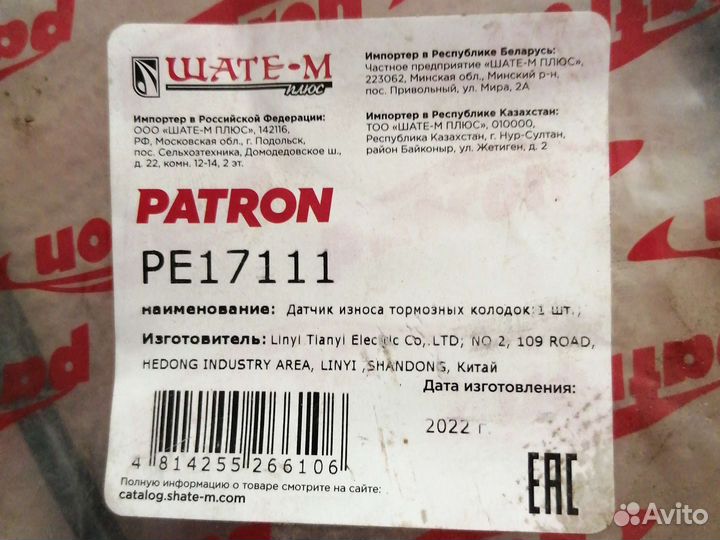 ШАТЕ-М
ПЛЮС
Импортер в Российской Федерации:
ООО «ШАТЕ-М ПЛЮС», 142116,
РФ, Московская обл., г. Подольск,
пос. Сельхозтехника, Домодедовское ш.,
д. 22, комн. 12-14, 2 эт.
Импортер в Республике Беларусь:
Частное предприятие «ШАТЕ-М ПЛЮС»,
223062, Минская обл., Минский р-н,
пос. Привольный, ул. Мира, 2А
Импортер в Республике Казахстан:
ТОО «ШАТЕ-М ПЛЮС», 010000,
Республика Казахстан, г. Нур-Султан,
район Байконыр, ул. Жетиген, д. 2
PATRON
PE17111
наименование: Датчик износа тормозных колодок; 1 шт.;
Изготовитель: Linyi Tianyi Electric Co,.LTD; NO 2, 109 ROAD,
HEDONG INDUSTRY AREA, LINYI ,SHANDONG, Китай
Дата изготовления:
2022 г.
4 814255 266106
EAC
Полную информацию о товаре смотрите на сайте:
catalog.shate-m.com
patron
Avito